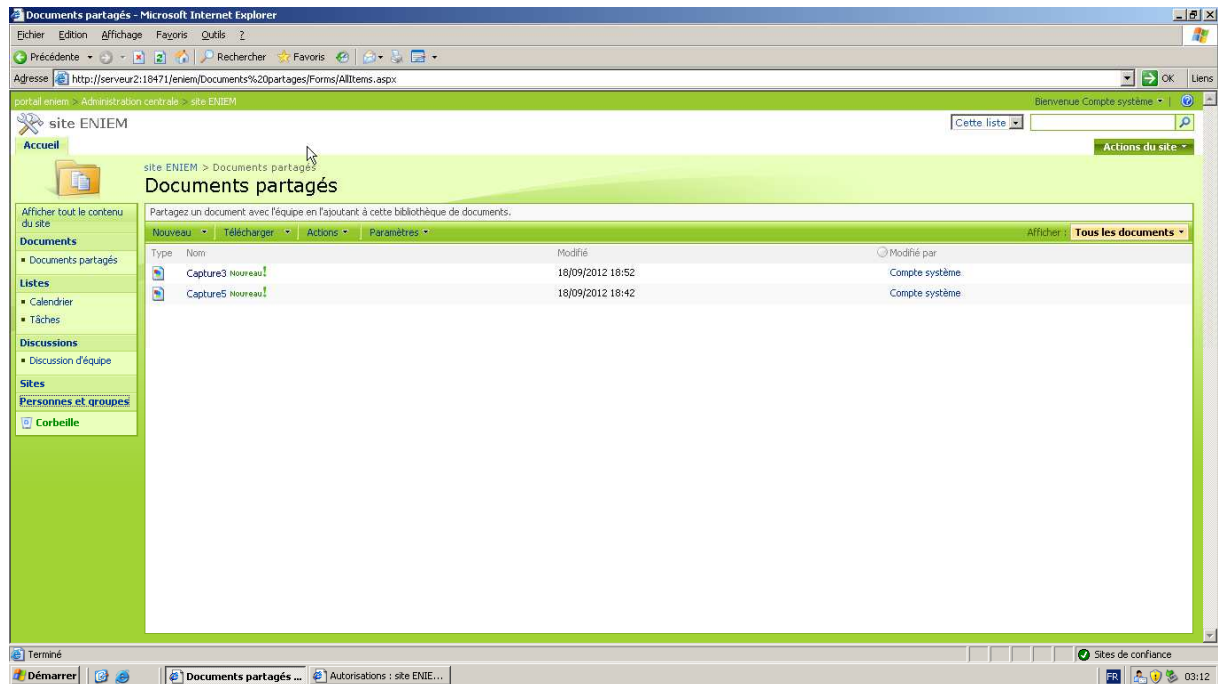 Documents partagés - Microsoft Internet Explorer
Fichier Edition Affichage Favoris Outils ?
Précédente Rechercher Favoris
Adresse http://serveur2:18471/eniem/Documents%20partages/Forms/AllItems.aspx OK Liens
portail eniem > Administration centrale > site ENIEM Bienvenue Compte système
site ENIEM Cette liste
Accueil Actions du site
site ENIEM > Documents partagés
Documents partagés
Afficher tout le contenu du site
Documents
Documents partagés
Listes
Calendrier
Tâches
Discussions
Discussion d'équipe
Sites
Personnes et groupes
Corbeille
Partagez un document avec l'équipe en l'ajoutant à cette bibliothèque de documents.
Nouveau Télécharger Actions Paramètres Afficher : Tous les documents
Type Nom Modifié Modifié par
Capture3 Nouveau! 18/09/2012 18:52 Compte système
Capture5 Nouveau! 18/09/2012 18:42 Compte système
Terminé Sites de confiance
Démarrer Documents partagés ... Autorisations : site ENIE... FR 03:12